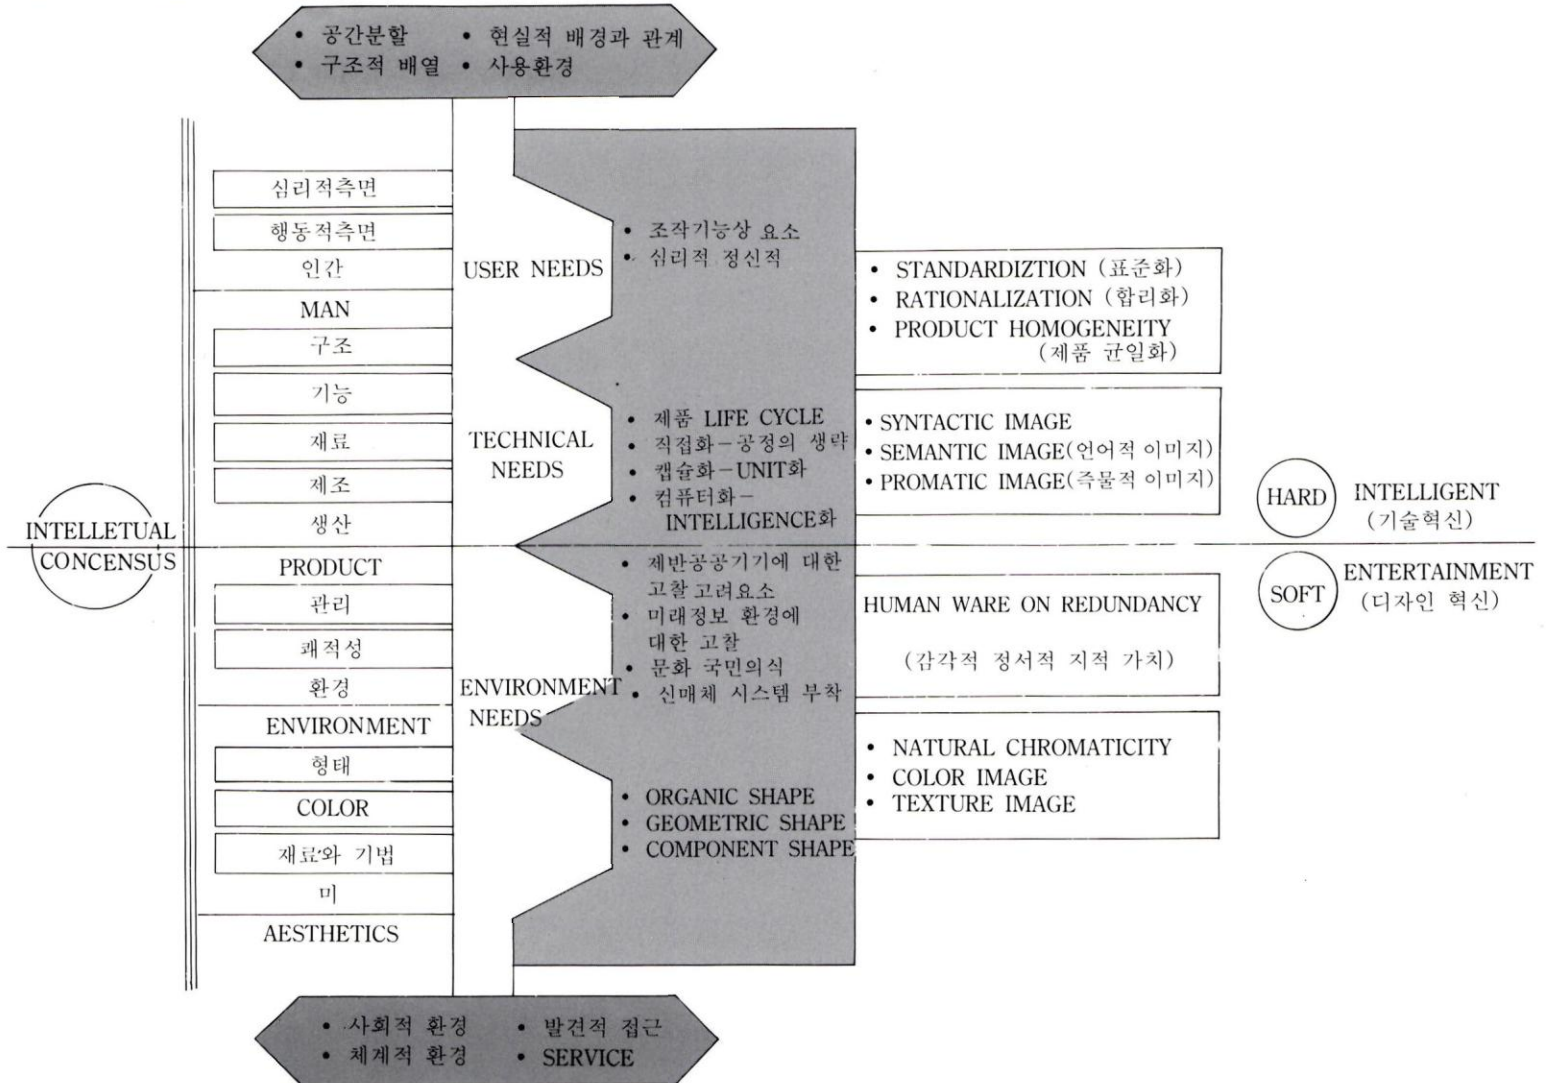 • 공간분할 • 현실적 배경과 관계
• 구조적 배열 • 사용환경
심리적측면
행동적측면
인간
MAN
구조
기능
재료
제조
생산
PRODUCT
관리
쾌적성
환경
ENVIRONMENT
형태
COLOR
재료와 기법
미
AESTHETICS
INTELLETUAL
CONCENSUS
USER NEEDS
TECHNICAL
NEEDS
ENVIRONMENT
NEEDS
• 조작기능상 요소
• 심리적 정신적
• 제품 LIFE CYCLE
• 직접화－공정의 생략
• 캡슐화－UNIT화
• 컴퓨터화－
INTELLIGENCE화
• 제반공공기기에 대한
고찰 고려요소
• 미래정보 환경에
대한 고찰
• 문화 국민의식
• 신매체 시스템 부착
• ORGANIC SHAPE
• GEOMETRIC SHAPE
• COMPONENT SHAPE
• STANDARDIZTION (표준화)
• RATIONALIZATION (합리화)
• PRODUCT HOMOGENEITY
(제품 균일화)
• SYNTACTIC IMAGE
• SEMANTIC IMAGE(언어적 이미지)
• PROMATIC IMAGE(즉물적 이미지)
HUMAN WARE ON REDUNDANCY
(감각적 정서적 지적 가치)
• NATURAL CHROMATICITY
• COLOR IMAGE
• TEXTURE IMAGE
HARD
INTELLIGENT
(기술혁신)
SOFT
ENTERTAINMENT
(디자인 혁신)
• 사회적 환경 • 발견적 접근
• 체계적 환경 • SERVICE